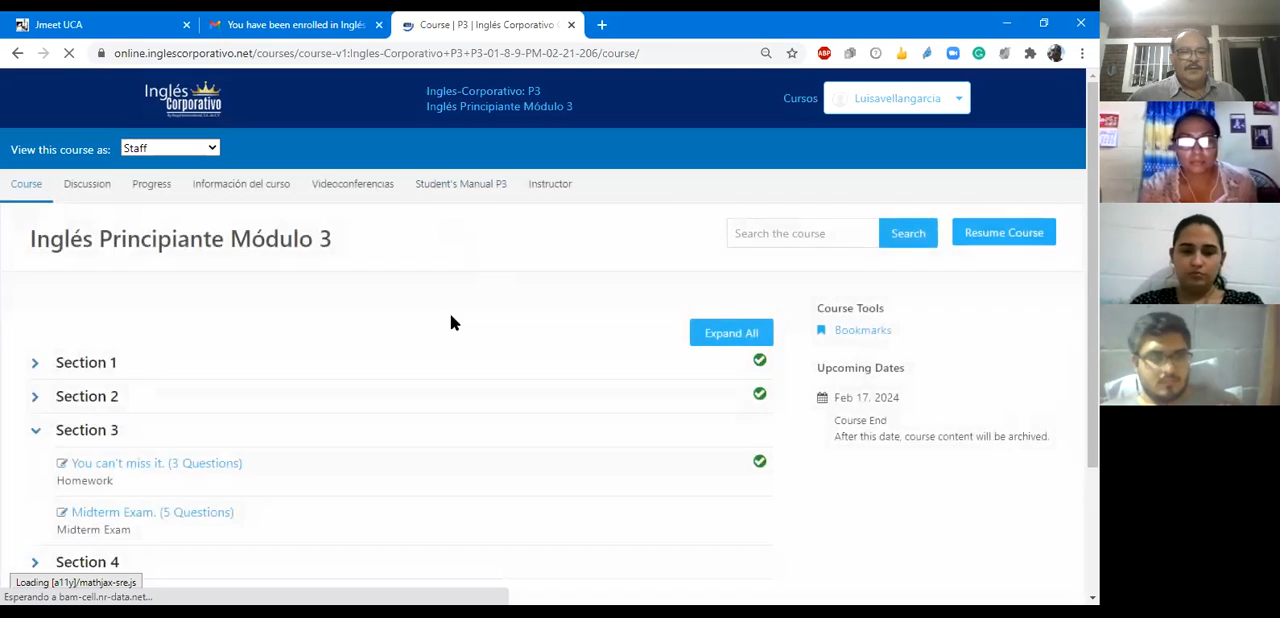 Jmeet UCA
You have been enrolled in Inglés
Course | P3 | Inglés Corporativo
online.inglescorporativo.net/courses/course-v1:Ingles-Corporativo+P3+P3-01-8-9-PM-02-21-206/course/
ABP
Inglés
Corporativo
Ingles-Corporativo: P3
Inglés Principiante Módulo 3
Cursos
Luisavellangarcia
View this course as:
Staff
Course
Discussion
Progress
Información del curso
Videoconferencias
Student's Manual P3
Instructor
Inglés Principiante Módulo 3
Search the course
Search
Resume Course
Expand All
Section 1
Section 2
Section 3
You can't miss it. (3 Questions)
Homework
Midterm Exam. (5 Questions)
Midterm Exam
Section 4
Course Tools
Bookmarks
Upcoming Dates
Feb 17, 2024
Course End
After this date, course content will be archived.
Loading [a11y]/mathjax-sre.js
Esperando a bam-cell.nr-data.net...